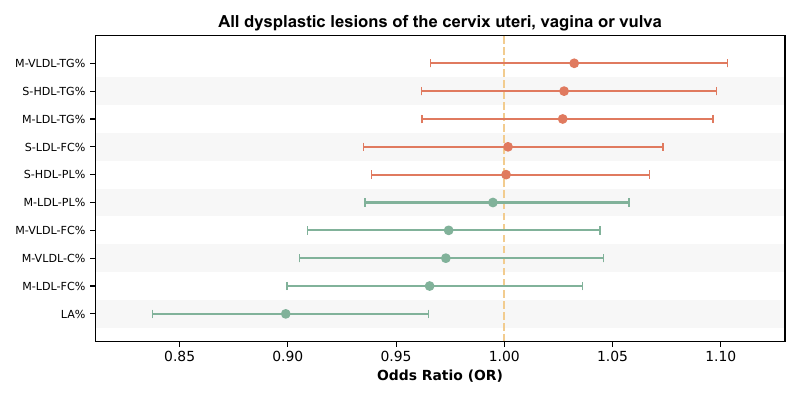 All dysplastic lesions of the cervix uteri, vagina or vulva
M-VLDL-TG%
S-HDL-TG%
M-LDL-TG%
S-LDL-FC%
S-HDL-PL%
M-LDL-PL%
M-VLDL-FC%
M-VLDL-C%
M-LDL-FC%
LA%
0.85 0.90 0.95 1.00 1.05 1.10
Odds Ratio (OR)